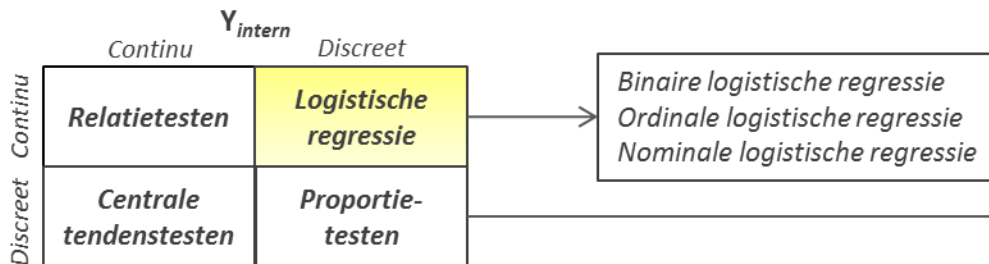 Y intern
Continu
Discreet
Continu
Relatietesten
Logistische
regressie
Discreet
Centrale
tendenstesten
Proportie-
testen
Binaire logistische regressie
Ordinale logistische regressie
Nominale logistische regressie